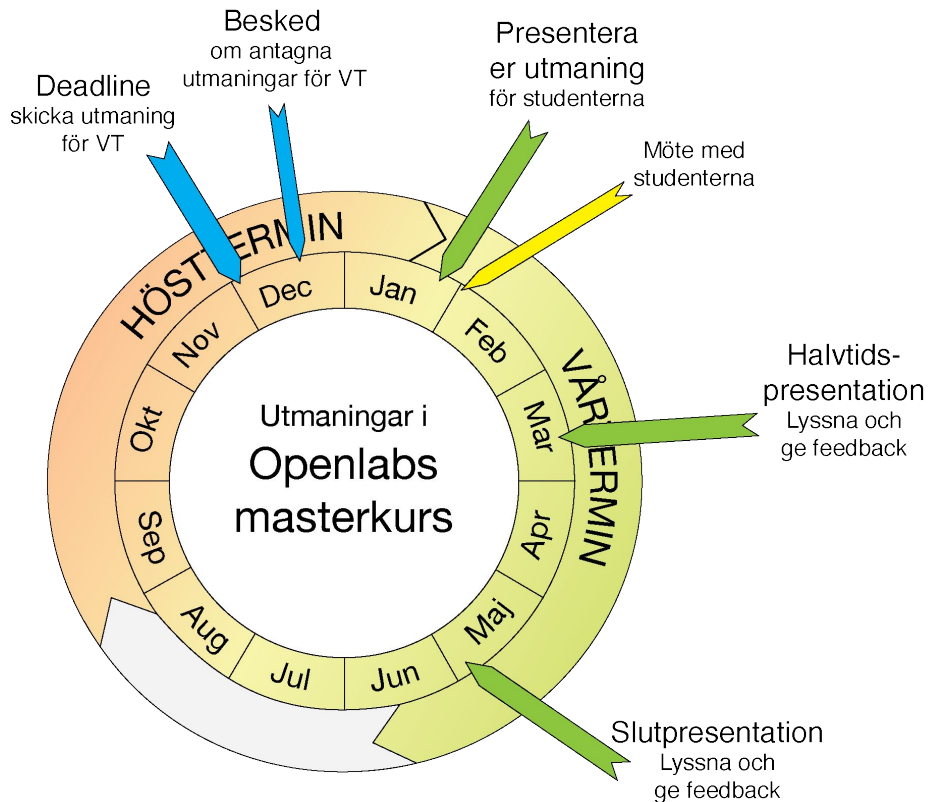 Besked
om antagna
utmaningar för VT
Presentera
er utmaning
för studenterna
Deadline
skicka utmaning
för VT
Möte med
studenterna
HÖSTTERMIN
VÅRTERMIN
Jan
Feb
Mar
Apr
Maj
Jun
Jul
Aug
Sep
Okt
Nov
Dec
Utmaningar i
Openlabs
masterkurs
Halvtids-
presentation
Lyssna och
ge feedback
Slutpresentation
Lyssna och
ge feedback